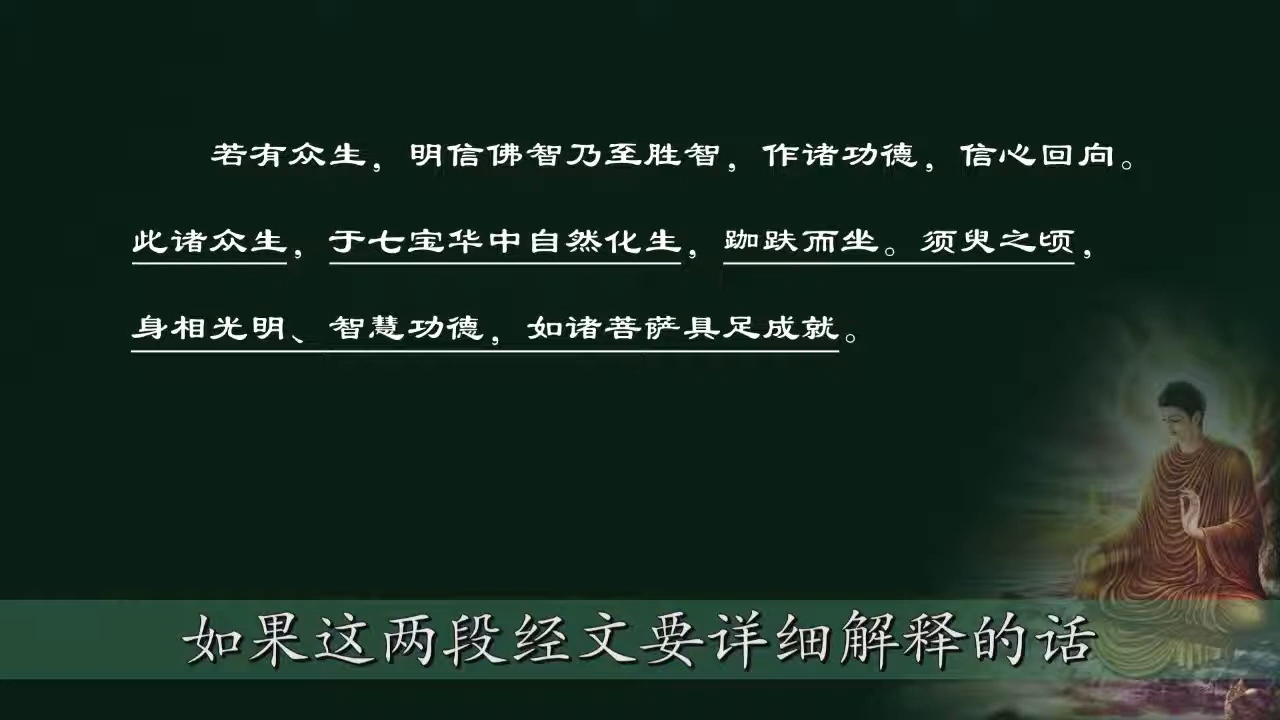 若有众生，明信佛智乃至胜智，作诸功德，信心回向。
此诸众生，于七宝华中自然化生，跏趺而坐。须臾之顷，
身相光明、智慧功德，如诸菩萨具足成就。
如果这两段经文要详细解释的话